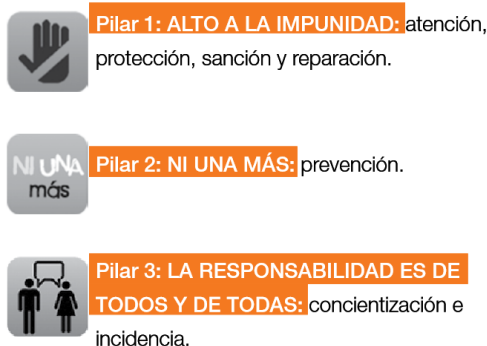 Pilar 1: ALTO A LA IMPUNIDAD: atención,
protección, sanción y reparación.
NI UNA
más
Pilar 2: NI UNA MÁS: prevención.
Pilar 3: LA RESPONSABILIDAD ES DE
TODOS Y DE TODAS: concientización e
incidencia.